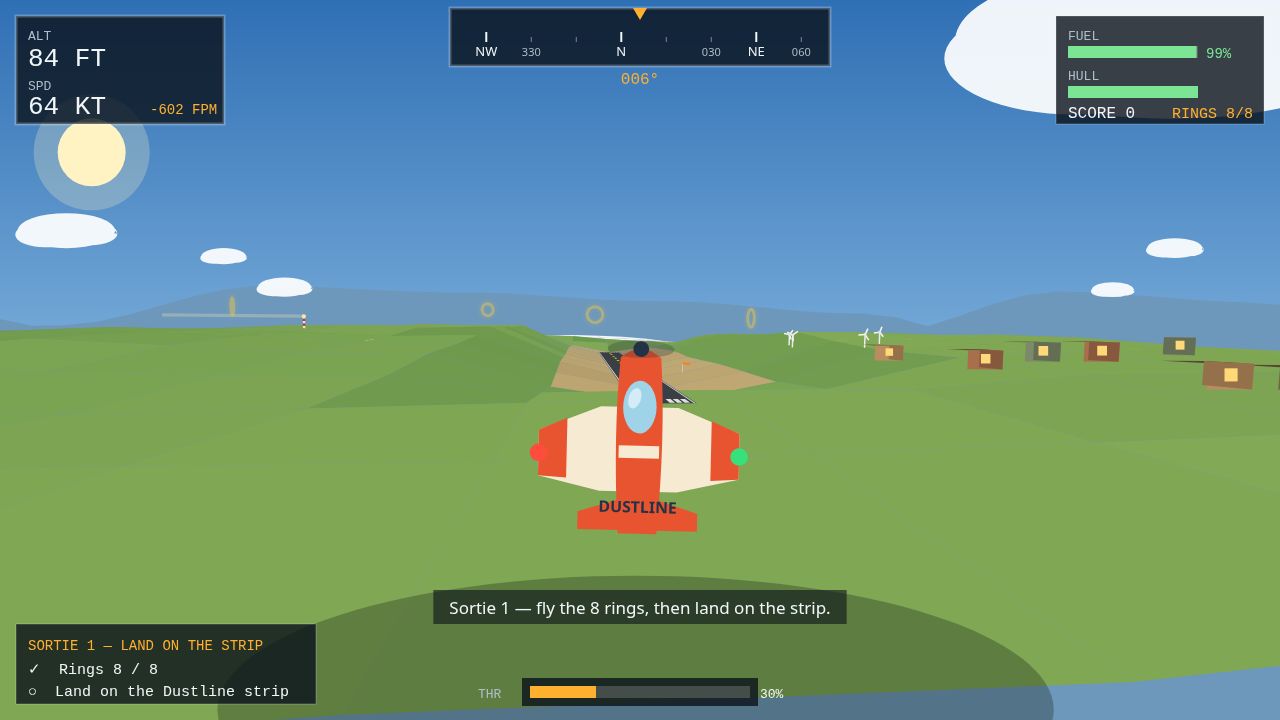 ALT
84 FT
SPD
64 KT
-602 FPM
NW 330 N 030 NE 060
006°
FUEL
99%
HULL
SCORE 0 RINGS 8/8
DUSTLINE
Sortie 1 — fly the 8 rings, then land on the strip.
SORTIE 1 — LAND ON THE STRIP
✓ Rings 8 / 8
○ Land on the Dustline strip
THR 30%